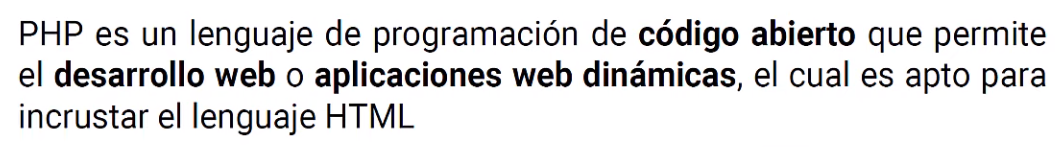 PHP es un lenguaje de programación de código abierto que permite
el desarrollo web o aplicaciones web dinámicas, el cual es apto para
incrustar el lenguaje HTML